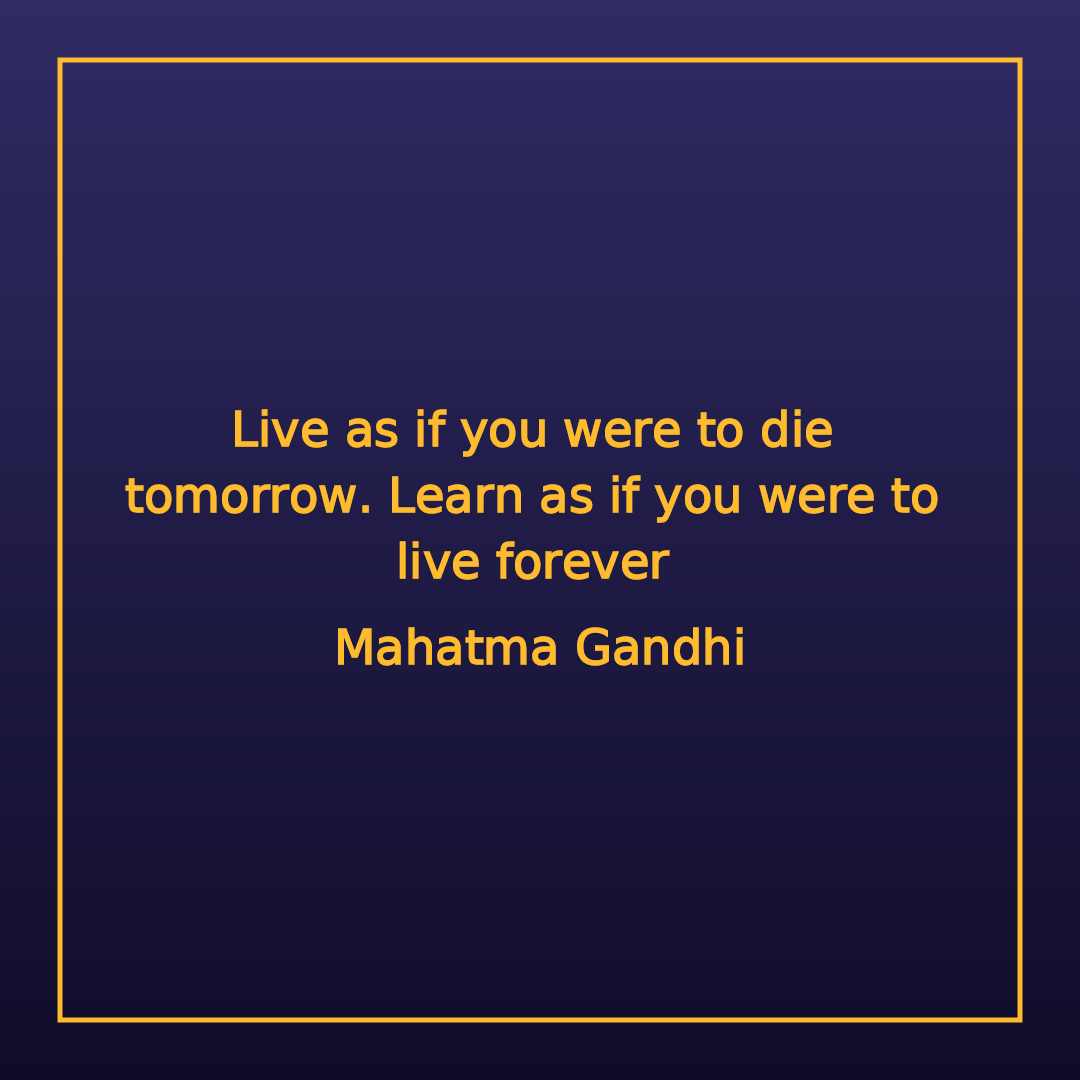 Live as if you were to die
tomorrow. Learn as if you were to
live forever
Mahatma Gandhi